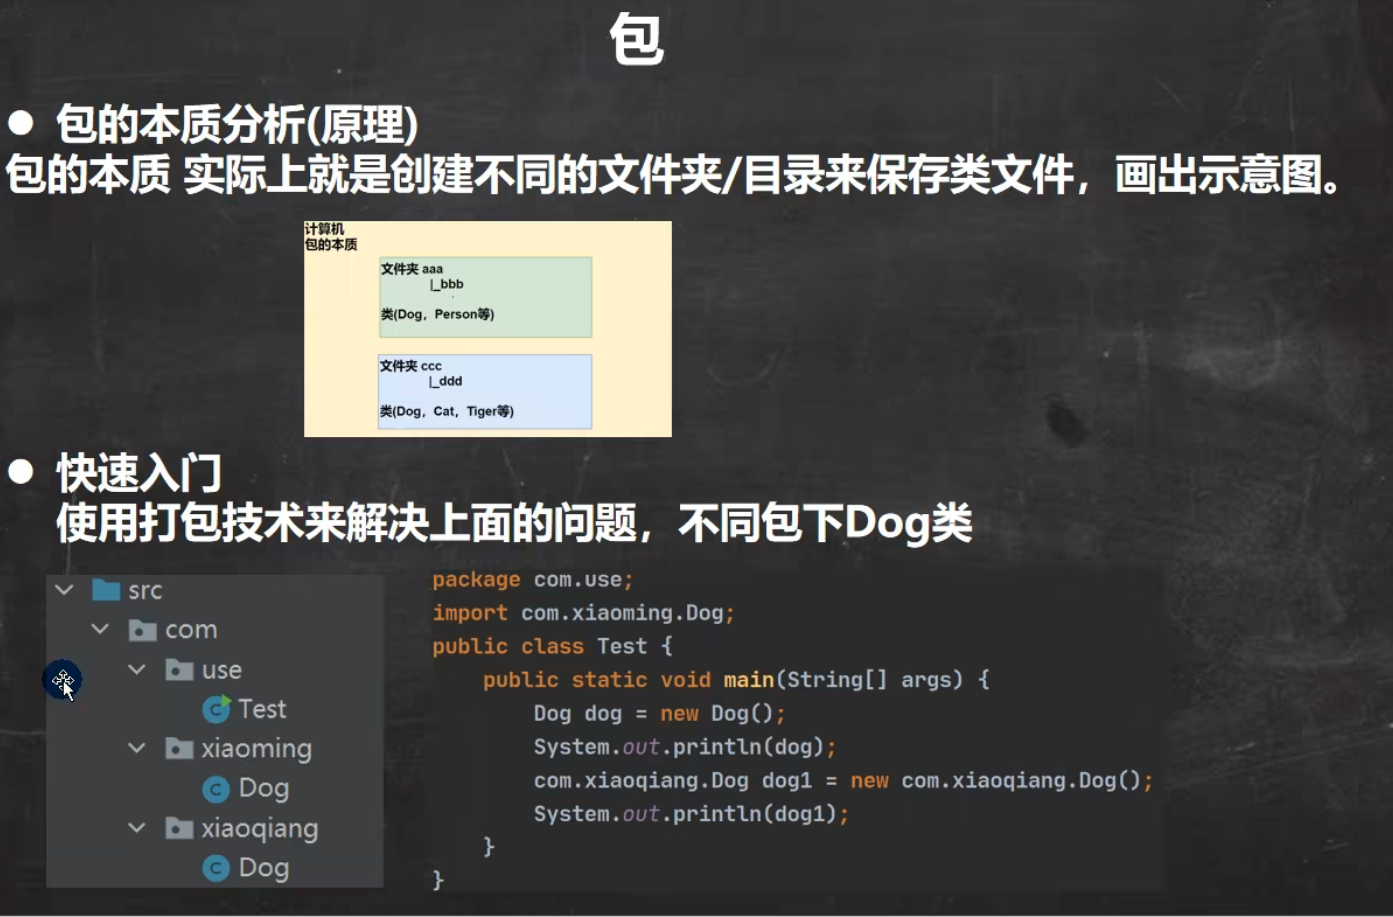 包
● 包的本质分析(原理)
包的本质 实际上就是创建不同的文件夹/目录来保存类文件，画出示意图。
计算机
包的本质
文件夹 aaa
|_bbb
类(Dog，Person等)
文件夹 ccc
|_ddd
类(Dog，Cat，Tiger等)
● 快速入门
使用打包技术来解决上面的问题，不同包下Dog类
src
com
use
Test
xiaoming
Dog
xiaoqiang
Dog
package com.use;
import com.xiaoming.Dog;
public class Test {
    public static void main(String[] args) {
        Dog dog = new Dog();
        System.out.println(dog);
        com.xiaoqiang.Dog dog1 = new com.xiaoqiang.Dog();
        System.out.println(dog1);
    }
}